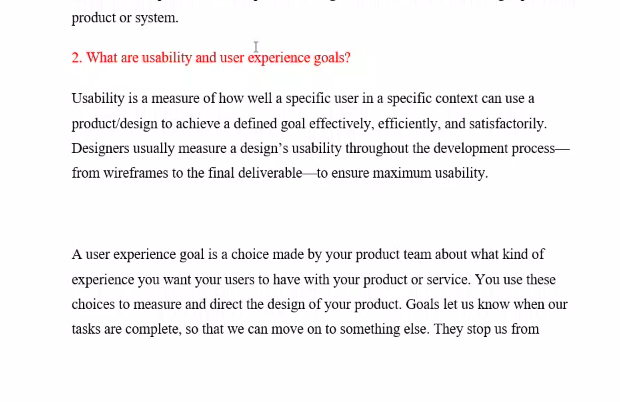 product or system.
2. What are usability and user experience goals?
Usability is a measure of how well a specific user in a specific context can use a
product/design to achieve a defined goal effectively, efficiently, and satisfactorily.
Designers usually measure a design’s usability throughout the development process—
from wireframes to the final deliverable—to ensure maximum usability.
A user experience goal is a choice made by your product team about what kind of
experience you want your users to have with your product or service. You use these
choices to measure and direct the design of your product. Goals let us know when our
tasks are complete, so that we can move on to something else. They stop us from